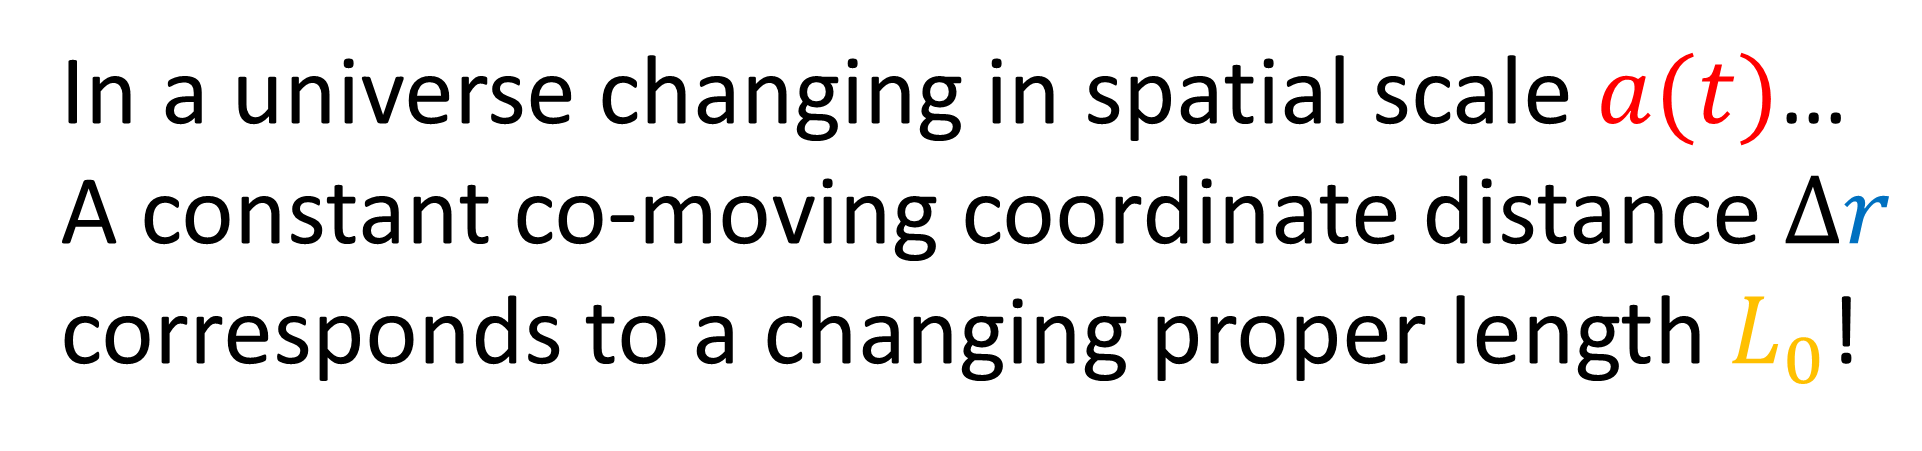 In a universe changing in spatial scale a(t)...
A constant co-moving coordinate distance Δr
corresponds to a changing proper length L₀!